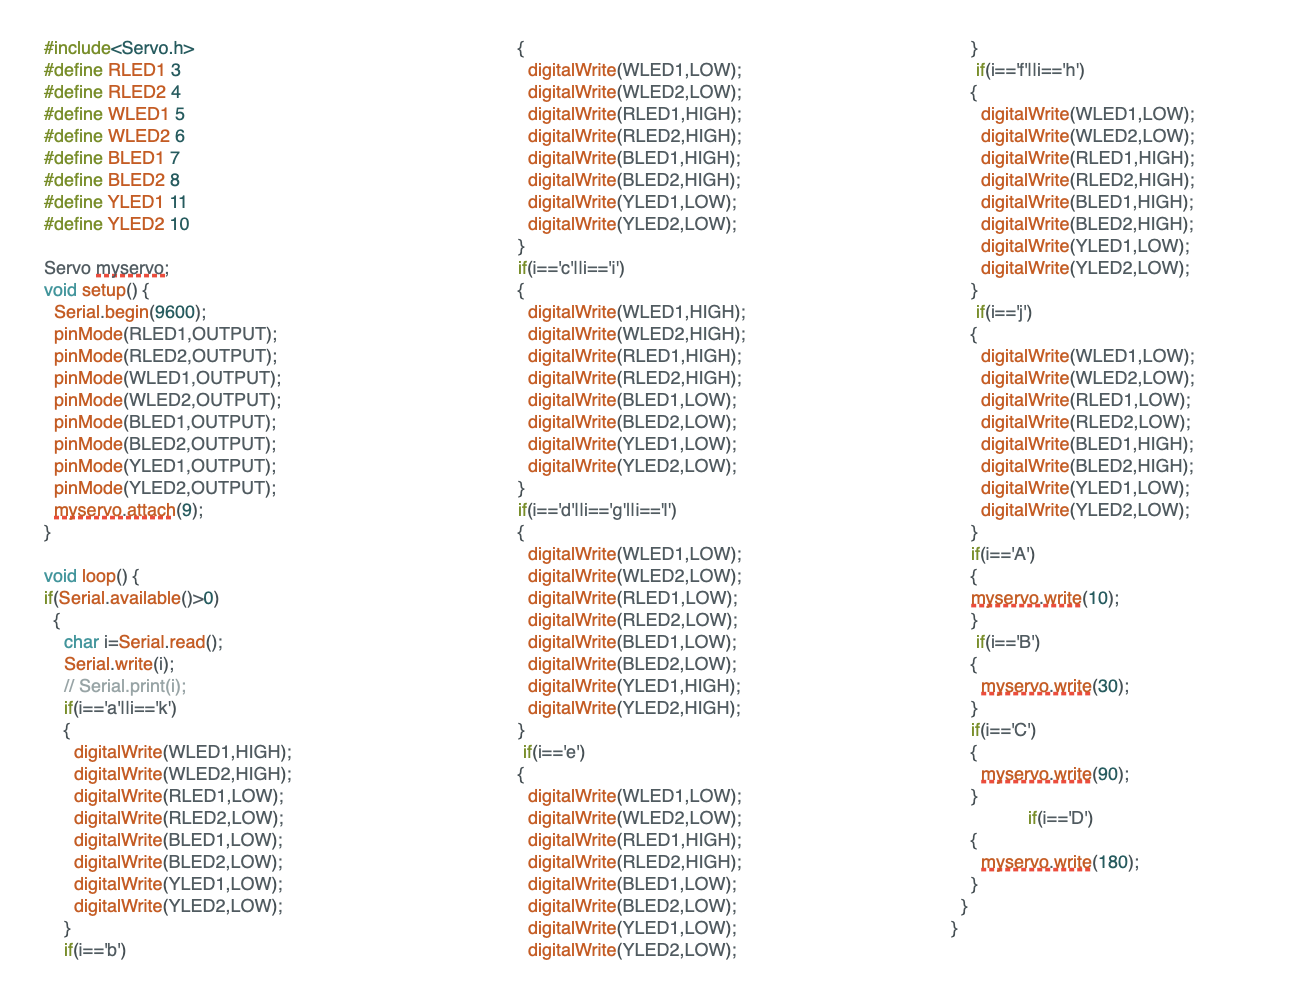 #include<Servo.h>
#define RLED1 3
#define RLED2 4
#define WLED1 5
#define WLED2 6
#define BLED1 7
#define BLED2 8
#define YLED1 11
#define YLED2 10
Servo myservo;
void setup() {
Serial.begin(9600);
pinMode(RLED1,OUTPUT);
pinMode(RLED2,OUTPUT);
pinMode(WLED1,OUTPUT);
pinMode(WLED2,OUTPUT);
pinMode(BLED1,OUTPUT);
pinMode(BLED2,OUTPUT);
pinMode(YLED1,OUTPUT);
pinMode(YLED2,OUTPUT);
myservo.attach(9);
}
void loop() {
if(Serial.available()>0)
{
char i=Serial.read();
Serial.write(i);
// Serial.print(i);
if(i=='a'||i=='k')
{
digitalWrite(WLED1,HIGH);
digitalWrite(WLED2,HIGH);
digitalWrite(RLED1,LOW);
digitalWrite(RLED2,LOW);
digitalWrite(BLED1,LOW);
digitalWrite(BLED2,LOW);
digitalWrite(YLED1,LOW);
digitalWrite(YLED2,LOW);
}
if(i=='b')
{
digitalWrite(WLED1,LOW);
digitalWrite(WLED2,LOW);
digitalWrite(RLED1,HIGH);
digitalWrite(RLED2,HIGH);
digitalWrite(BLED1,HIGH);
digitalWrite(BLED2,HIGH);
digitalWrite(YLED1,LOW);
digitalWrite(YLED2,LOW);
}
if(i=='c'||i=='i')
{
digitalWrite(WLED1,HIGH);
digitalWrite(WLED2,HIGH);
digitalWrite(RLED1,HIGH);
digitalWrite(RLED2,HIGH);
digitalWrite(BLED1,LOW);
digitalWrite(BLED2,LOW);
digitalWrite(YLED1,LOW);
digitalWrite(YLED2,LOW);
}
if(i=='d'||i=='g'||i=='l')
{
digitalWrite(WLED1,LOW);
digitalWrite(WLED2,LOW);
digitalWrite(RLED1,LOW);
digitalWrite(RLED2,LOW);
digitalWrite(BLED1,LOW);
digitalWrite(BLED2,LOW);
digitalWrite(YLED1,HIGH);
digitalWrite(YLED2,HIGH);
}
if(i=='e')
{
digitalWrite(WLED1,LOW);
digitalWrite(WLED2,LOW);
digitalWrite(RLED1,HIGH);
digitalWrite(RLED2,HIGH);
digitalWrite(BLED1,LOW);
digitalWrite(BLED2,LOW);
digitalWrite(YLED1,LOW);
digitalWrite(YLED2,LOW);
}
if(i=='f'||i=='h')
{
digitalWrite(WLED1,LOW);
digitalWrite(WLED2,LOW);
digitalWrite(RLED1,HIGH);
digitalWrite(RLED2,HIGH);
digitalWrite(BLED1,HIGH);
digitalWrite(BLED2,HIGH);
digitalWrite(YLED1,LOW);
digitalWrite(YLED2,LOW);
}
if(i=='j')
{
digitalWrite(WLED1,LOW);
digitalWrite(WLED2,LOW);
digitalWrite(RLED1,LOW);
digitalWrite(RLED2,LOW);
digitalWrite(BLED1,HIGH);
digitalWrite(BLED2,HIGH);
digitalWrite(YLED1,LOW);
digitalWrite(YLED2,LOW);
}
if(i=='A')
{
myservo.write(10);
}
if(i=='B')
{
myservo.write(30);
}
if(i=='C')
{
myservo.write(90);
}
if(i=='D')
{
myservo.write(180);
}
}
}